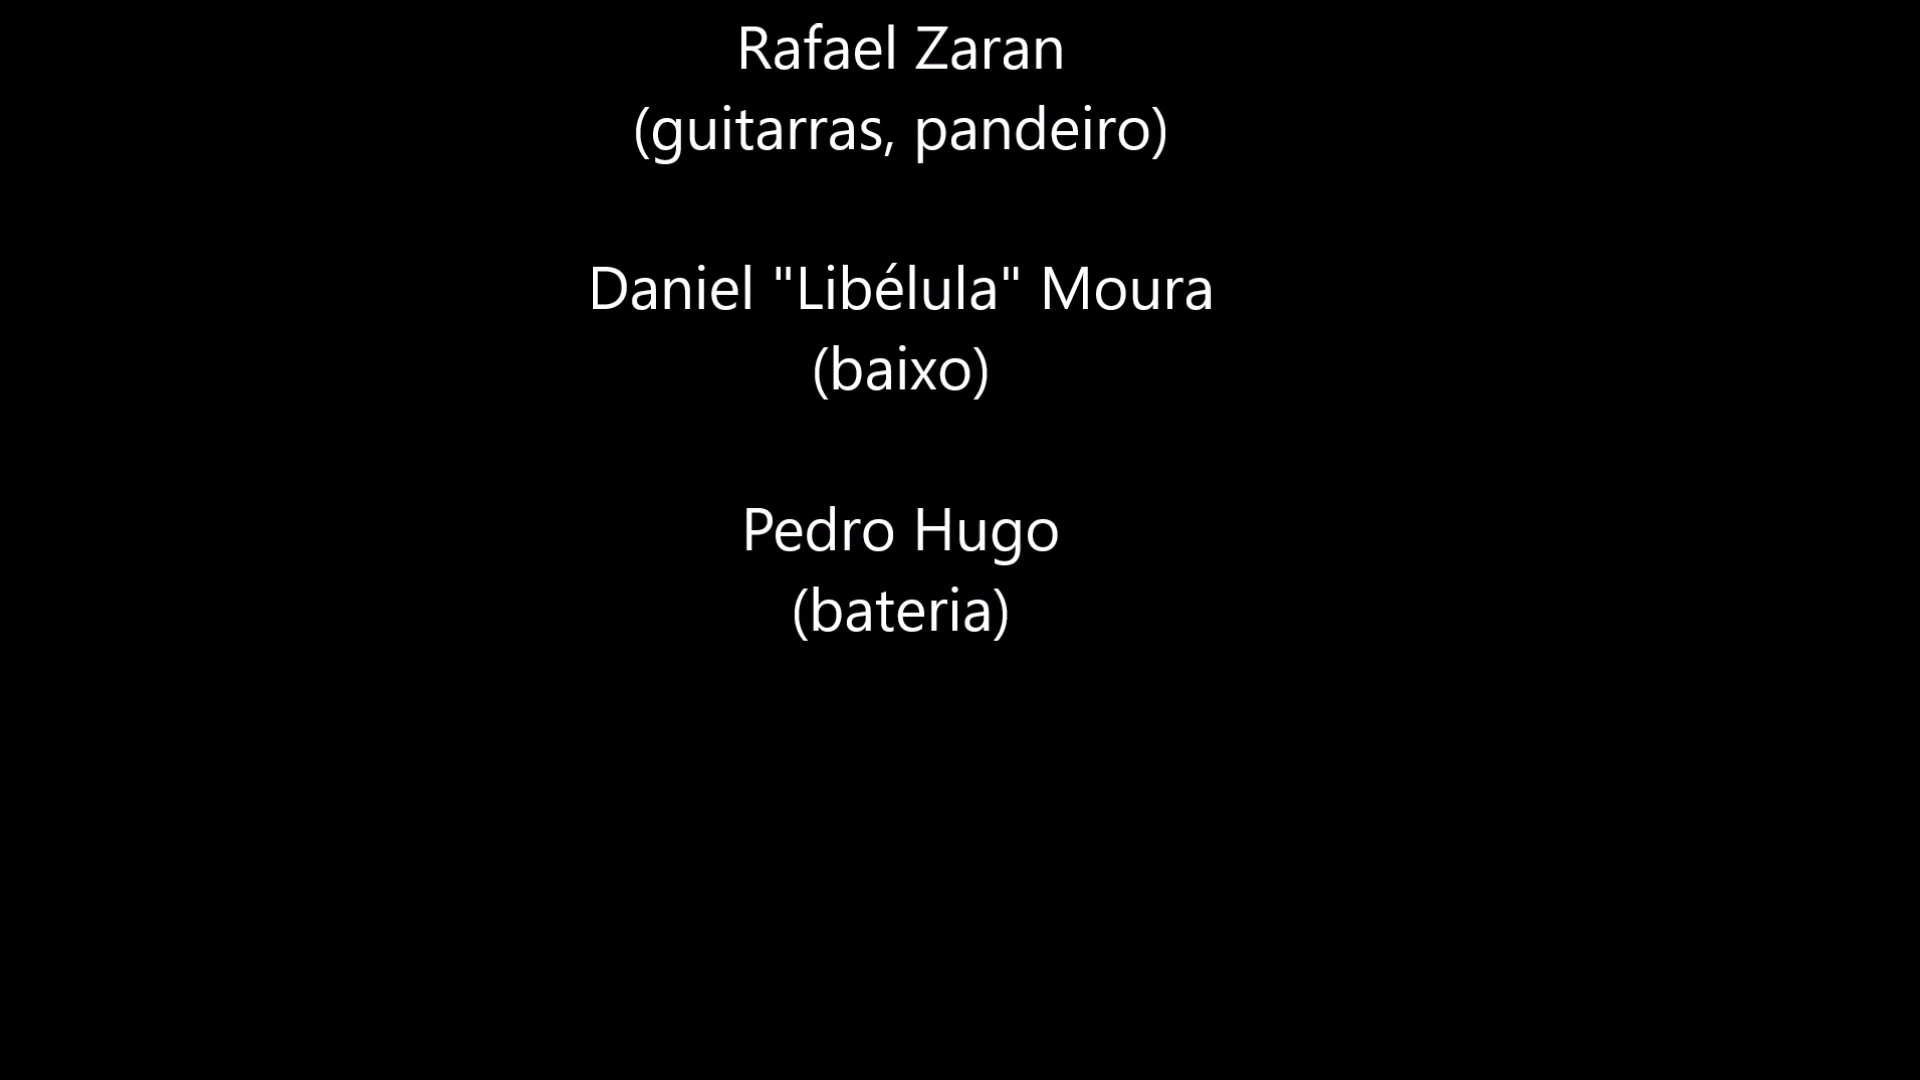 Rafael Zaran
(guitarras, pandeiro)
Daniel "Libélula" Moura
(baixo)
Pedro Hugo
(bateria)